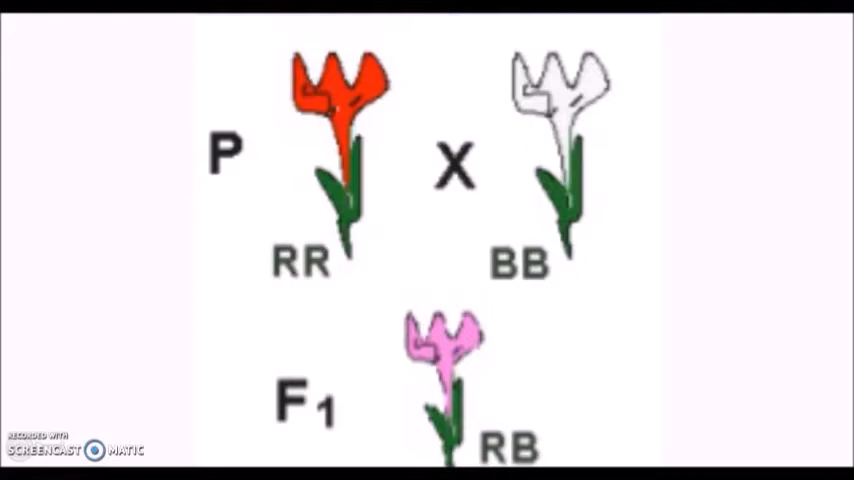 P
X
RR
BB
F1
RB
RECORDED WITH
SCREENCAST MATIC